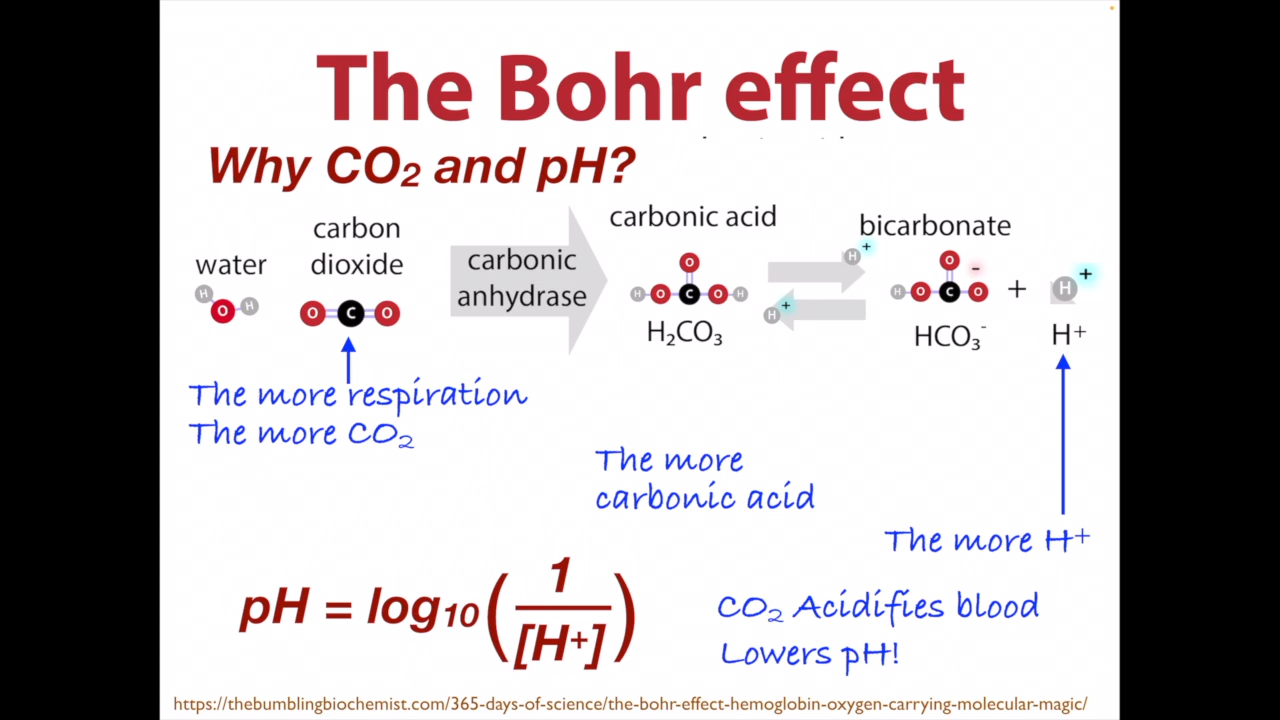 The Bohr effect
Why CO₂ and pH?
water
carbon
dioxide
carbonic
anhydrase
carbonic acid
bicarbonate
H
O
H
O
C
O
O
H
O
C
O
H
H₂CO₃
H+
H+
O
-
H
O
C
O
HCO₃⁻
+
H+
H+
The more respiration
The more CO₂
The more
carbonic acid
The more H+
pH = log₁₀(1/[H+])
CO₂ Acidifies blood
Lowers pH!
https://thebumblingbiochemist.com/365-days-of-science/the-bohr-effect-hemoglobin-oxygen-carrying-molecular-magic/